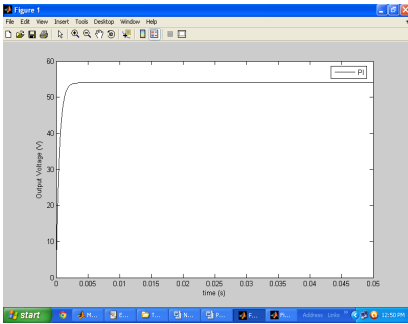 Figure 1
File Edit View Insert Tools Desktop Window Help
PI
60
50
40
30
20
10
0
Output Voltage (V)
0 0.005 0.01 0.015 0.02 0.025 0.03 0.035 0.04 0.045 0.05
time (s)
start M... E... T... N... P... F... Pi... Address Links » 12:50 PM